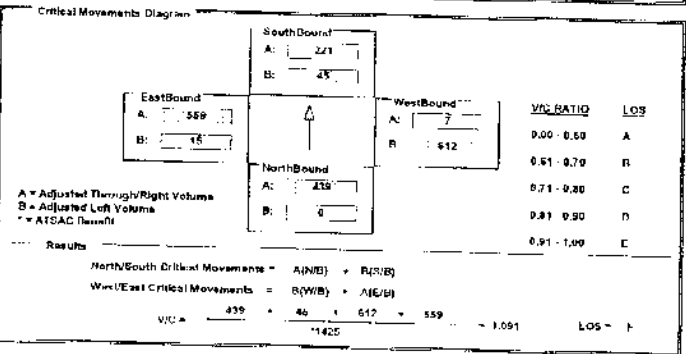 Critical Movements Diagram
SouthBound
A: 221
B: 45
EastBound
A: 559
B: 15
WestBound
A: 7
B 612
NorthBound
A: 439
B: 0
V/C RATIO LOS
0.00 - 0.60 A
0.61 - 0.70 B
0.71 - 0.80 C
0.81 - 0.90 D
0.91 - 1.00 E
A = Adjusted Through/Right Volume
B = Adjusted Left Volume
* = ATSAC Benefit
Results
North/South Critical Movements = A(N/B) + B(S/B)
West/East Critical Movements = B(W/B) + A(E/B)
V/C = 439 + 612 + 559
*1425
= 1.091 LOS = F